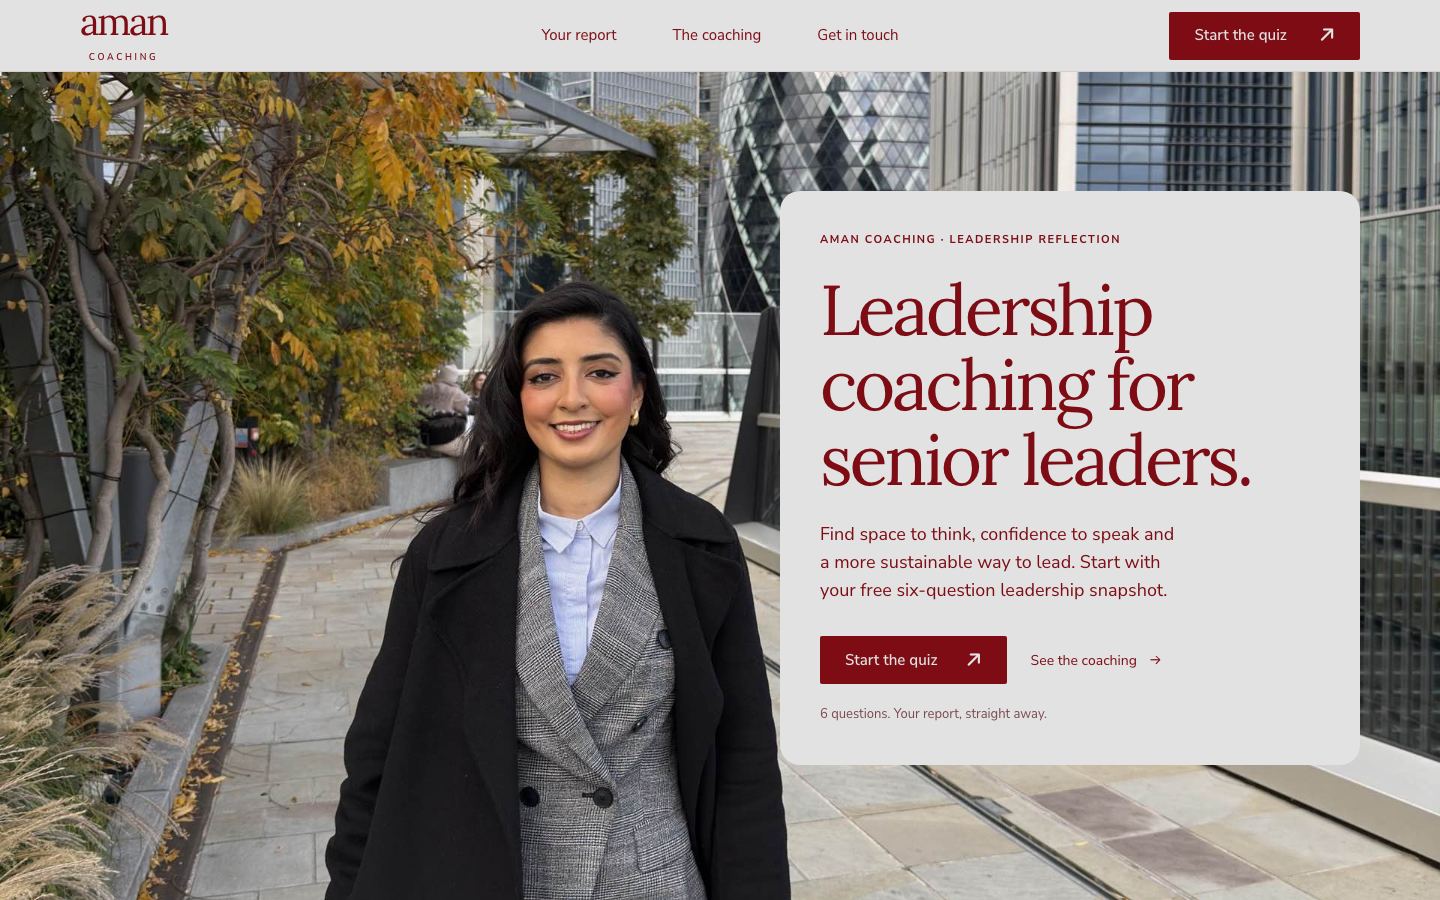 aman
COACHING
Your report
The coaching
Get in touch
Start the quiz
AMAN COACHING · LEADERSHIP REFLECTION
Leadership
coaching for
senior leaders.
Find space to think, confidence to speak and
a more sustainable way to lead. Start with
your free six-question leadership snapshot.
Start the quiz
See the coaching →
6 questions. Your report, straight away.